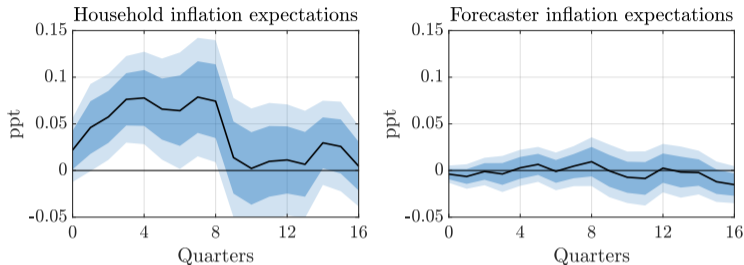 Household inflation expectations
0.15
0.1
0.05
0
-0.05
ppt
0 4 8 12 16
Quarters
Forecaster inflation expectations
0.15
0.1
0.05
0
-0.05
ppt
0 4 8 12 16
Quarters